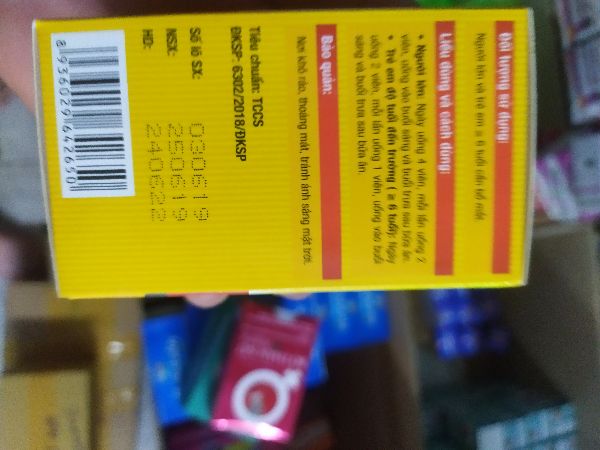 Đối tượng sử dụng:
Người lớn và trẻ em ≥ 6 tuổi cần bổ mắt.
Liều dùng và cách dùng:
• Người lớn: Ngày uống 4 viên, mỗi lần uống 2
viên, uống vào buổi sáng và buổi trưa sau bữa ăn.
• Trẻ em độ tuổi đến trường ( ≥ 6 tuổi): Ngày
uống 2 viên, mỗi lần uống 1 viên, uống vào buổi
sáng và buổi trưa sau bữa ăn.
Bảo quản:
Nơi khô ráo, thoáng mát, tránh ánh sáng mặt trời.
Tiêu chuẩn: TCCS
ĐKSP: 6302/2018/ĐKSP
Số lô SX: 030619
NSX: 250619
HD: 240622
8936029642650